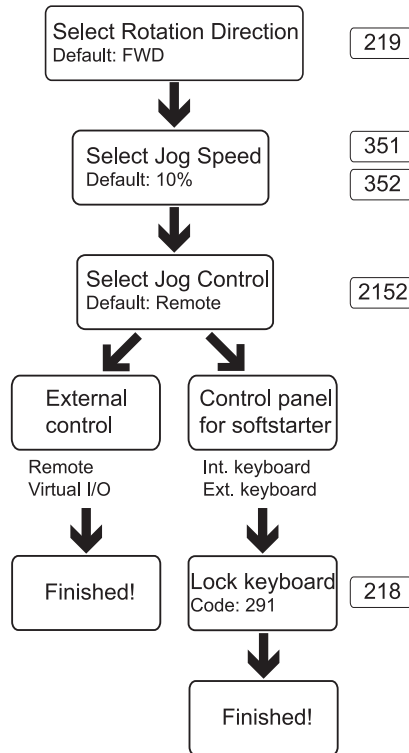 Select Rotation Direction
Default: FWD
219
Select Jog Speed
Default: 10%
351
352
Select Jog Control
Default: Remote
2152
External
control
Control panel
for softstarter
Remote
Virtual I/O
Int. keyboard
Ext. keyboard
Finished!
Lock keyboard
Code: 291
218
Finished!